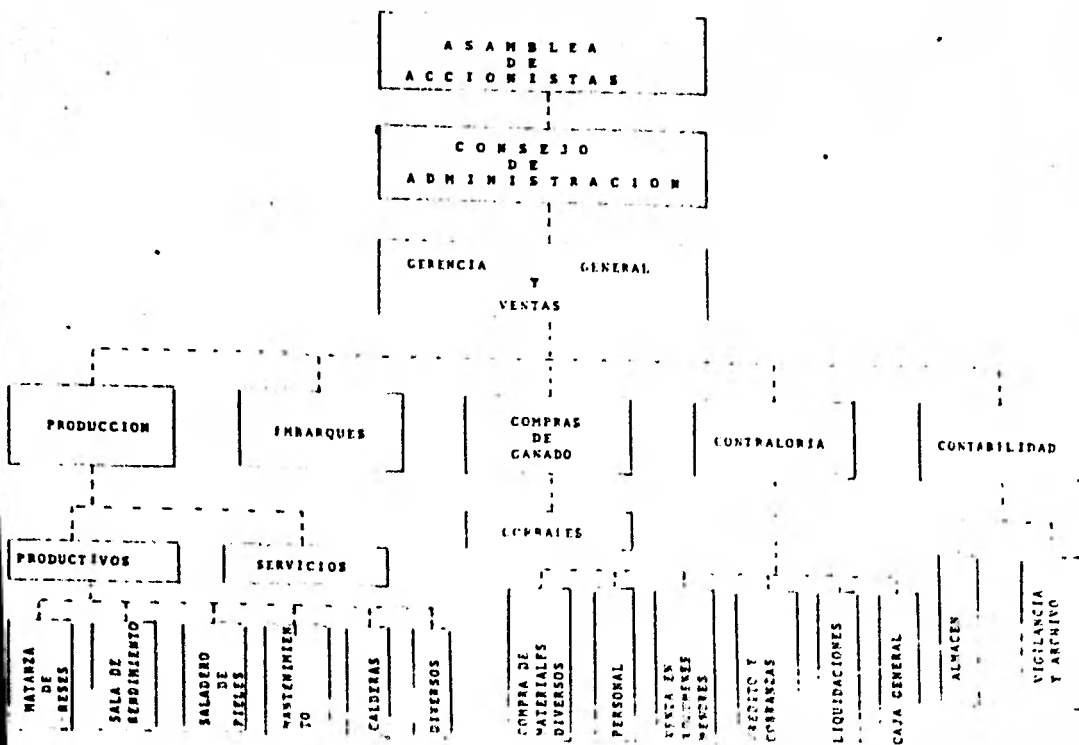 ASAMBLEA
DE
ACCIONISTAS
CONSEJO
DE
ADMINISTRACION
GERENCIA GENERAL
Y
VENTAS
PRODUCCION
EMBARQUES
COMPRAS
DE
GANADO
CONTRALORIA
CONTABILIDAD
CORRALES
PRODUCTIVOS
SERVICIOS
MATANZA
DE
RESES
SALA DE
RENDIMIENTO
SALADERO
DE
PIELES
MANTENIMIEN
TO
CALDERAS
DIVERSOS
COMPRA DE
MATERIALES
DIVERSOS
PERSONAL
VENTA EN
CREDITO Y
COBRANZAS
LIQUIDACIONES
CAJA GENERAL
ALMACEN
VIGILANCIA
Y ARCHIVO